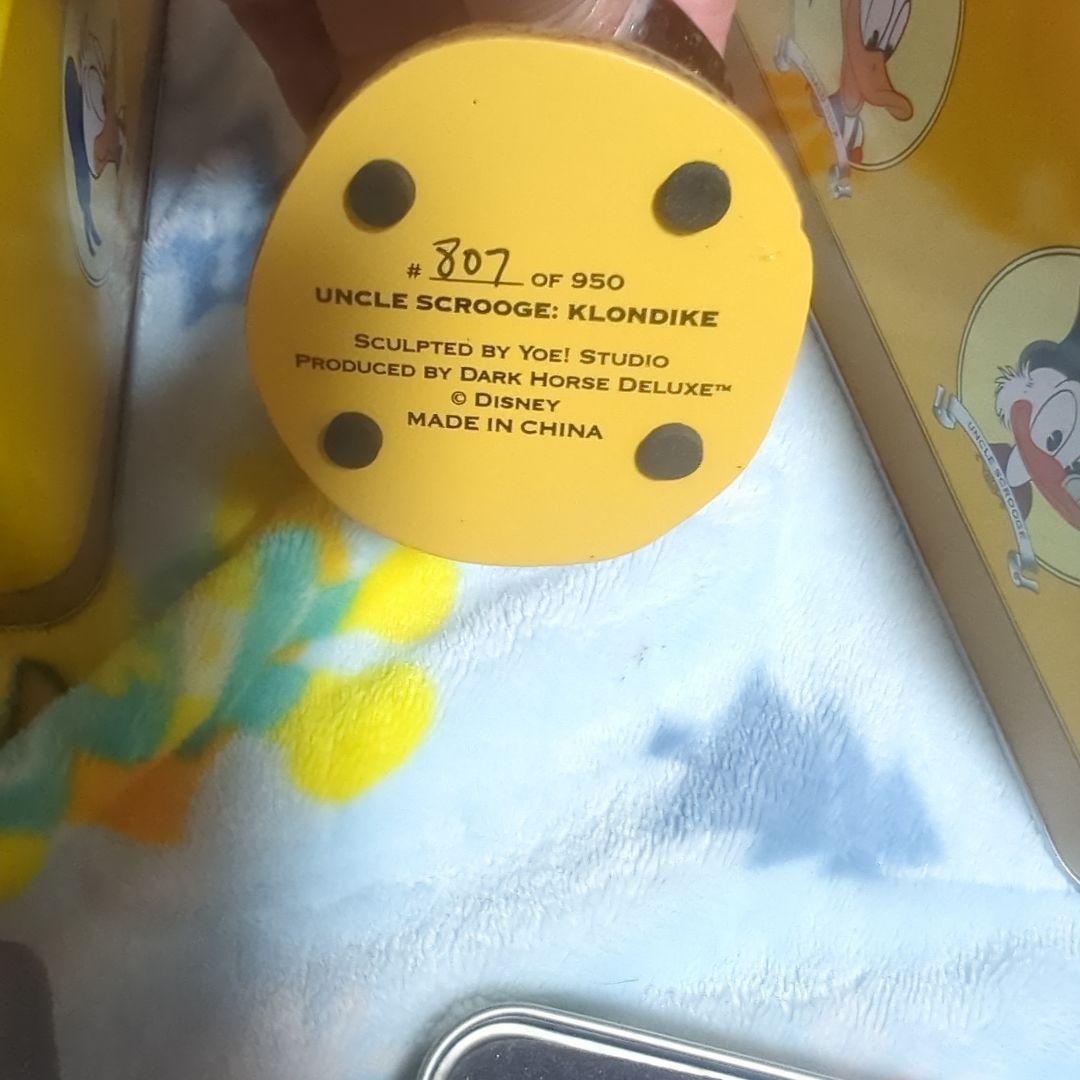 # 807 OF 950
UNCLE SCROOGE: KLONDIKE
SCULPTED BY YOE! STUDIO
PRODUCED BY DARK HORSE DELUXE™
© DISNEY
MADE IN CHINA
UNCLE SCROOGE